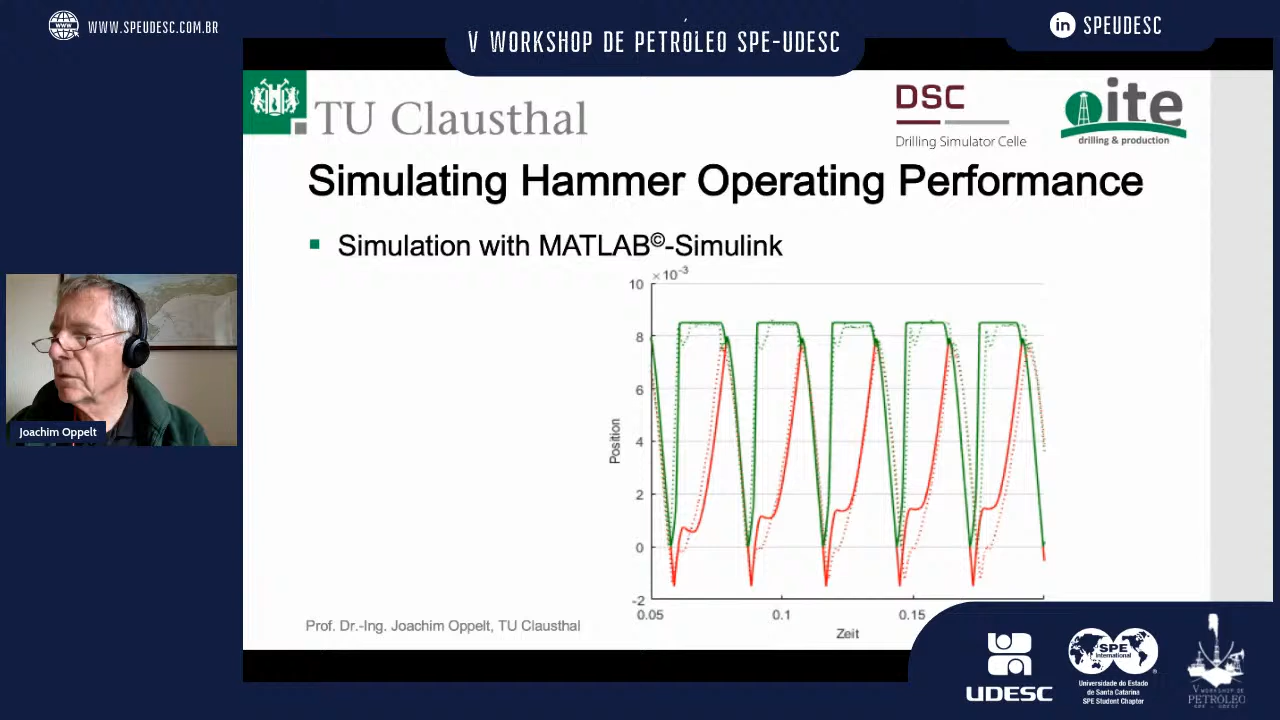 WWW.SPEUDESC.COM.BR
V WORKSHOP DE PETRÓLEO SPE-UDESC
in SPEUDESC
TU Clausthal
DSC
Drilling Simulator Celle
ite
drilling & production
Simulating Hammer Operating Performance
Simulation with MATLAB©-Simulink
×10-3
10
8
6
4
2
0
-2
Position
0.05
0.1
0.15
Zeit
Joachim Oppelt
Prof. Dr.-Ing. Joachim Oppelt, TU Clausthal
UDESC
SPE
International
Universidade do Estado
de Santa Catarina
SPE Student Chapter
V WORKSHOP DE
PETRÓLEO
SPE - UDESC